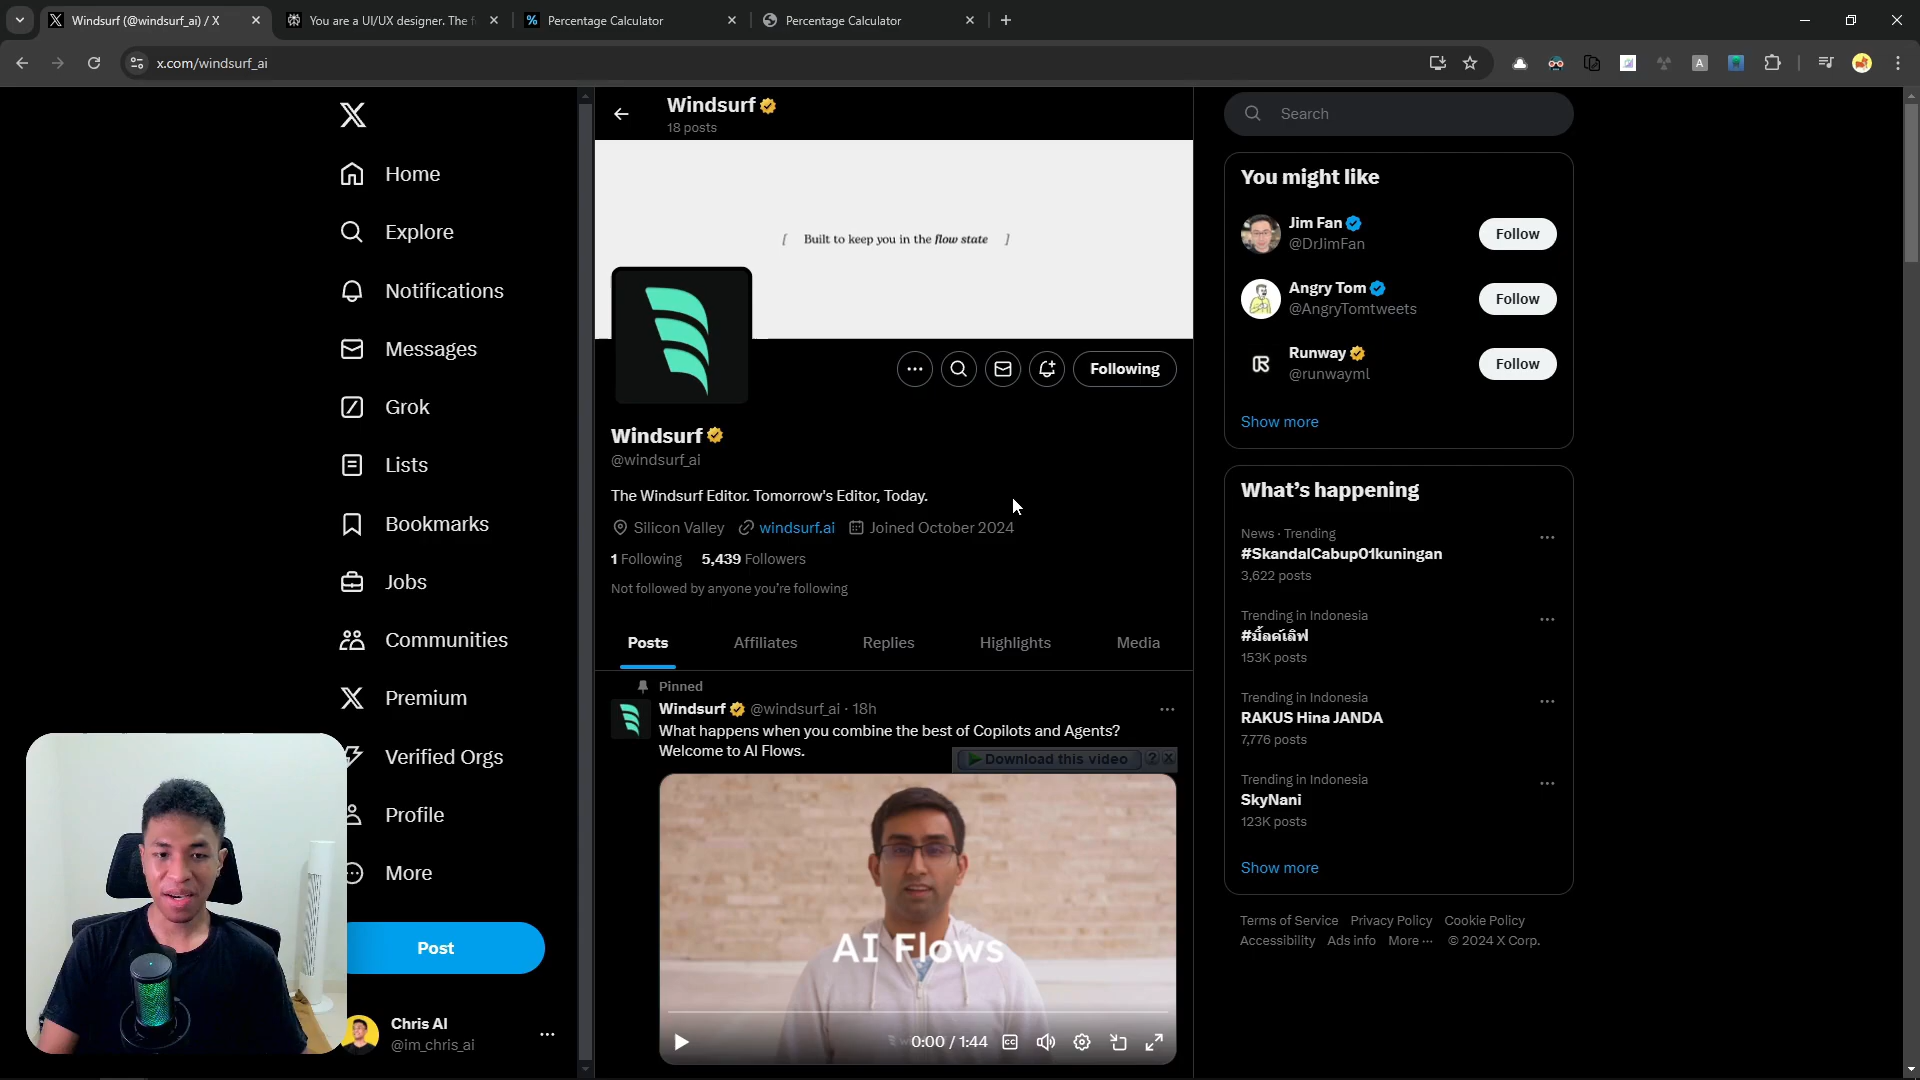 Windsurf (@windsurf_ai) / X
You are a UI/UX designer. The f
Percentage Calculator
Percentage Calculator
x.com/windsurf_ai
Home
Explore
Notifications
Messages
Grok
Lists
Bookmarks
Jobs
Communities
Premium
Verified Orgs
Profile
More
Post
Chris AI
@im_chris_ai
Windsurf
18 posts
[ Built to keep you in the flow state ]
Following
Windsurf
@windsurf_ai
The Windsurf Editor. Tomorrow's Editor, Today.
Silicon Valley windsurf.ai Joined October 2024
1 Following 5,439 Followers
Not followed by anyone you're following
Posts Affiliates Replies Highlights Media
Pinned
Windsurf @windsurf_ai · 18h
What happens when you combine the best of Copilots and Agents?
Welcome to AI Flows.
Download this video ? X
AI Flows
0:00 / 1:44 CC
Search
You might like
Jim Fan
@DrJimFan
Follow
Angry Tom
@AngryTomtweets
Follow
Runway
@runwayml
Follow
Show more
What's happening
News · Trending
#SkandalCabup01kuningan
3,622 posts
Trending in Indonesia
#มิ้ลค์เลิฟ
153K posts
Trending in Indonesia
RAKUS Hina JANDA
7,776 posts
Trending in Indonesia
SkyNani
123K posts
Show more
Terms of Service Privacy Policy Cookie Policy
Accessibility Ads info More ··· © 2024 X Corp.